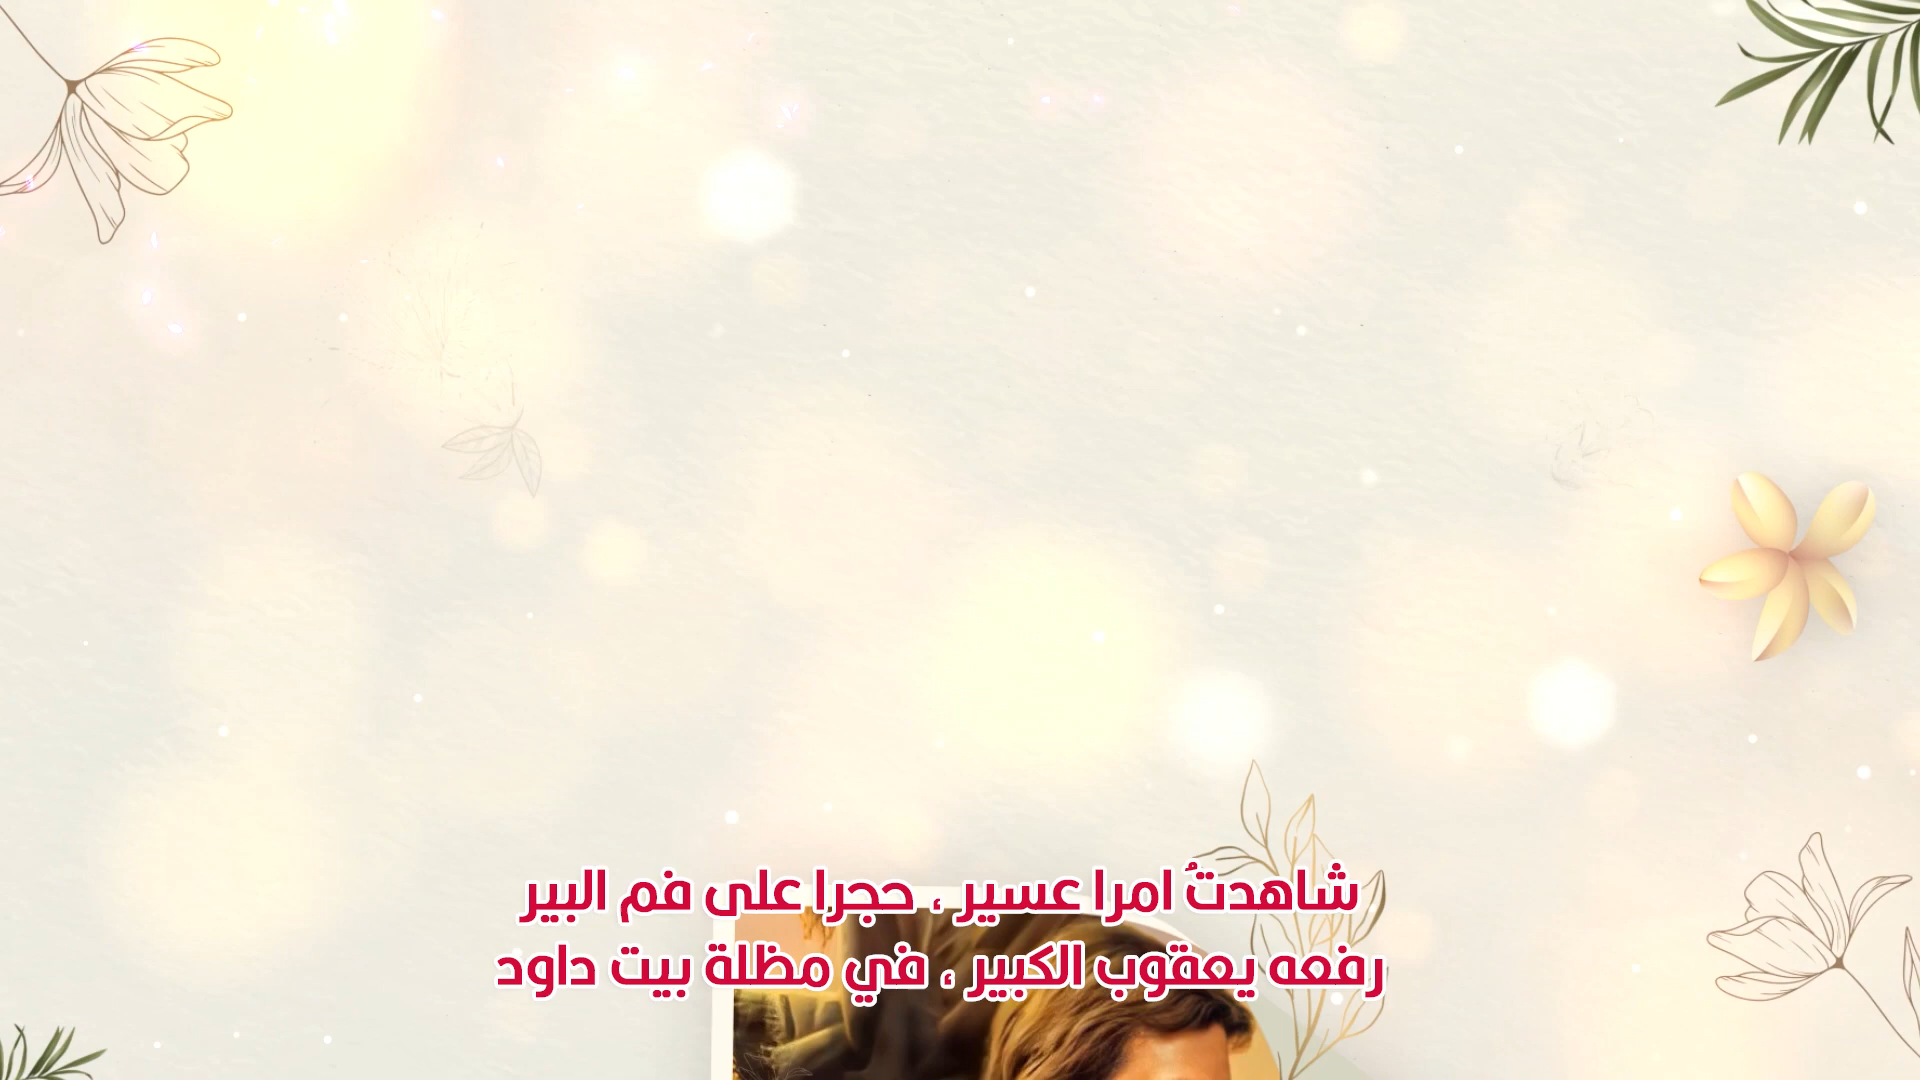 شاهدتُ امرا عسير ، حجرا على فم البير
رفعه يعقوب الكبير ، في مظلة بيت داود